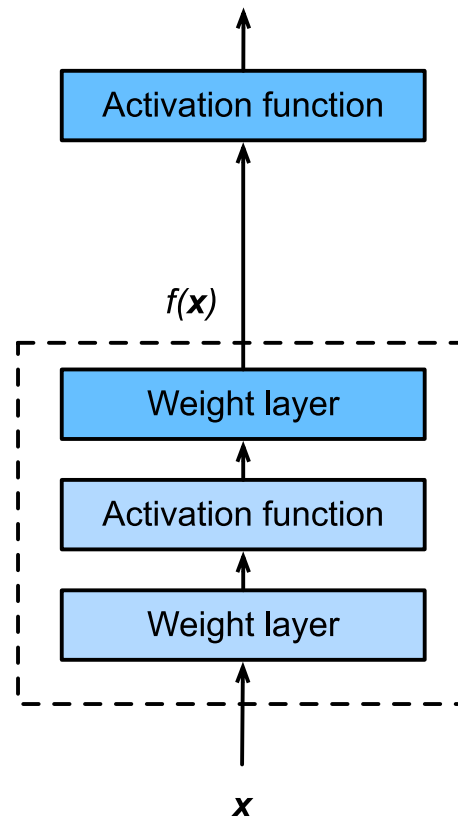 Activation function
f(x)
Weight layer
Activation function
Weight layer
x